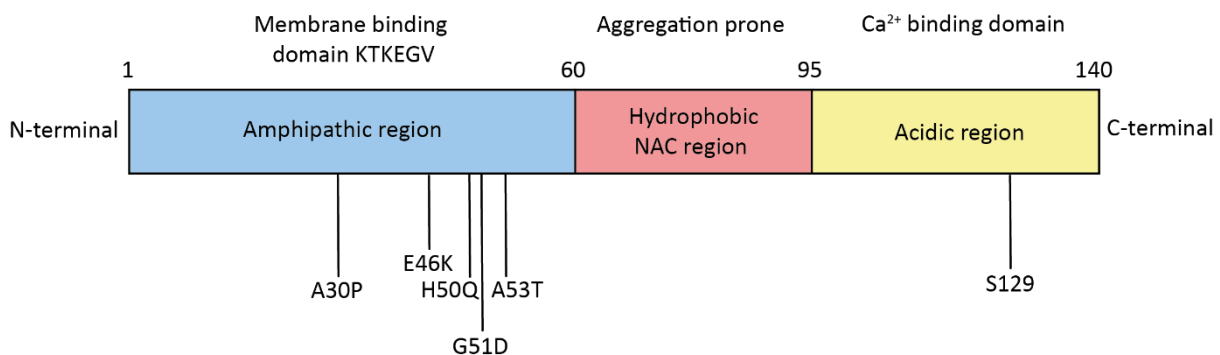 Membrane binding
domain KTKEGV
Aggregation prone
Ca²⁺ binding domain
1
60
95
140
N-terminal
Amphipathic region
Hydrophobic
NAC region
Acidic region
C-terminal
A30P
E46K
H50Q
G51D
A53T
S129